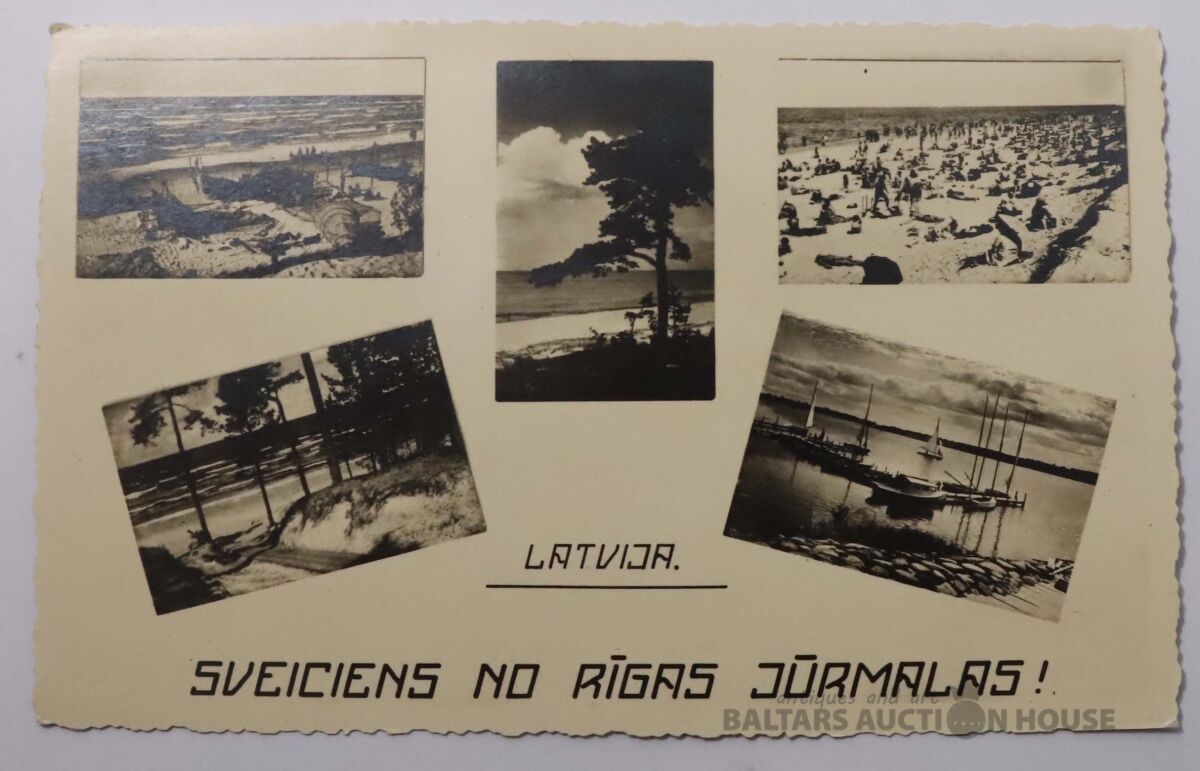 LATVIJA.
SVEICIENS NO RĪGAS JŪRMALAS!
antiques and art
BALTARS AUCTION HOUSE